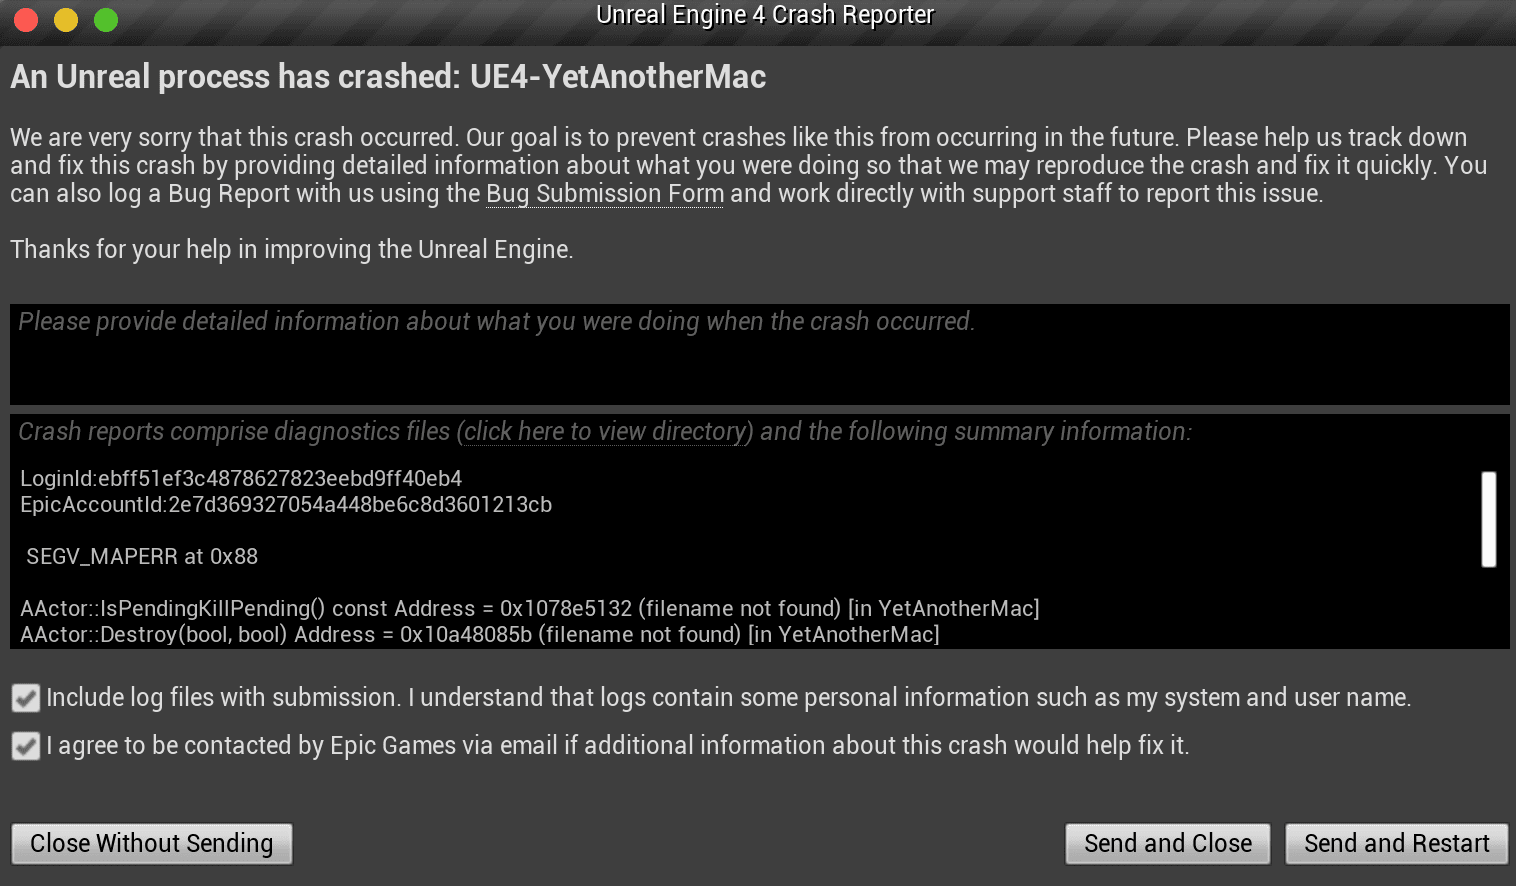 Unreal Engine 4 Crash Reporter
An Unreal process has crashed: UE4-YetAnotherMac
We are very sorry that this crash occurred. Our goal is to prevent crashes like this from occurring in the future. Please help us track down
and fix this crash by providing detailed information about what you were doing so that we may reproduce the crash and fix it quickly. You
can also log a Bug Report with us using the Bug Submission Form and work directly with support staff to report this issue.
Thanks for your help in improving the Unreal Engine.
Please provide detailed information about what you were doing when the crash occurred.
Crash reports comprise diagnostics files (click here to view directory) and the following summary information:
LoginId:ebff51ef3c4878627823eebd9ff40eb4
EpicAccountId:2e7d369327054a448be6c8d3601213cb
SEGV_MAPERR at 0x88
AActor::IsPendingKillPending() const Address = 0x1078e5132 (filename not found) [in YetAnotherMac]
AActor::Destroy(bool, bool) Address = 0x10a48085b (filename not found) [in YetAnotherMac]
Include log files with submission. I understand that logs contain some personal information such as my system and user name.
I agree to be contacted by Epic Games via email if additional information about this crash would help fix it.
Close Without Sending
Send and Close
Send and Restart